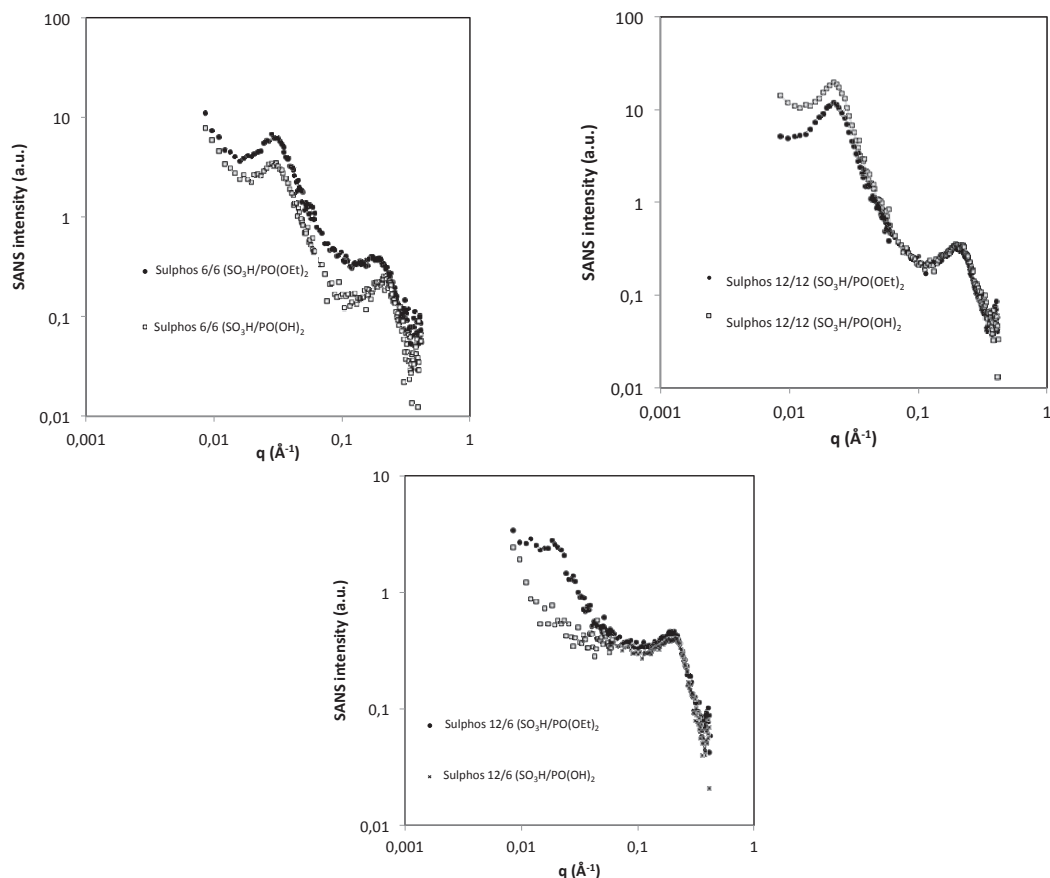 100
10
1
0,1
0,01
0,001
0,01
0,1
1
SANS intensity (a.u.)
q (Å-1)
Sulphos 6/6 (SO3H/PO(OEt)2
Sulphos 6/6 (SO3H/PO(OH)2
100
10
1
0,1
0,01
0,001
0,01
0,1
1
SANS intensity (a.u.)
q (Å-1)
Sulphos 12/12 (SO3H/PO(OEt)2
Sulphos 12/12 (SO3H/PO(OH)2
10
1
0,1
0,01
0,001
0,01
0,1
1
SANS intensity (a.u.)
q (Å-1)
Sulphos 12/6 (SO3H/PO(OEt)2
Sulphos 12/6 (SO3H/PO(OH)2